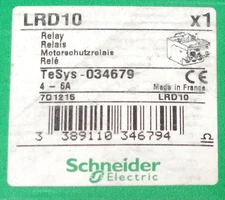 LRD10 x1
Relay
Relais
Motorschutzrelais
Relé
TeSys - 034679
4 - 6A Made in France
7G1215 LRD10
3 389110 346794
Schneider
Electric